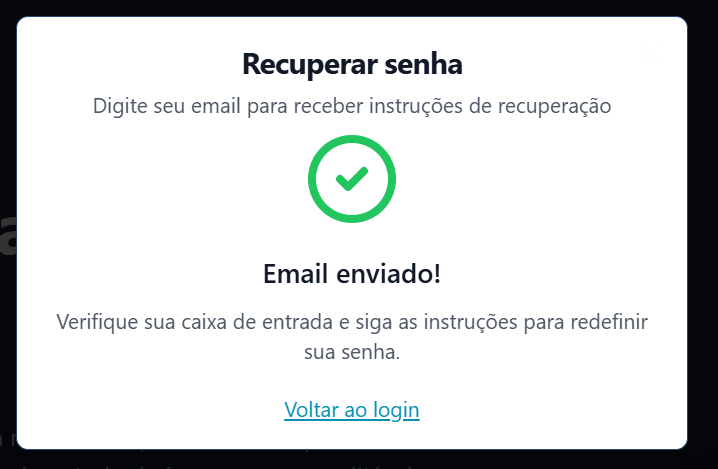 Recuperar senha
Digite seu email para receber instruções de recuperação
Email enviado!
Verifique sua caixa de entrada e siga as instruções para redefinir
sua senha.
Voltar ao login